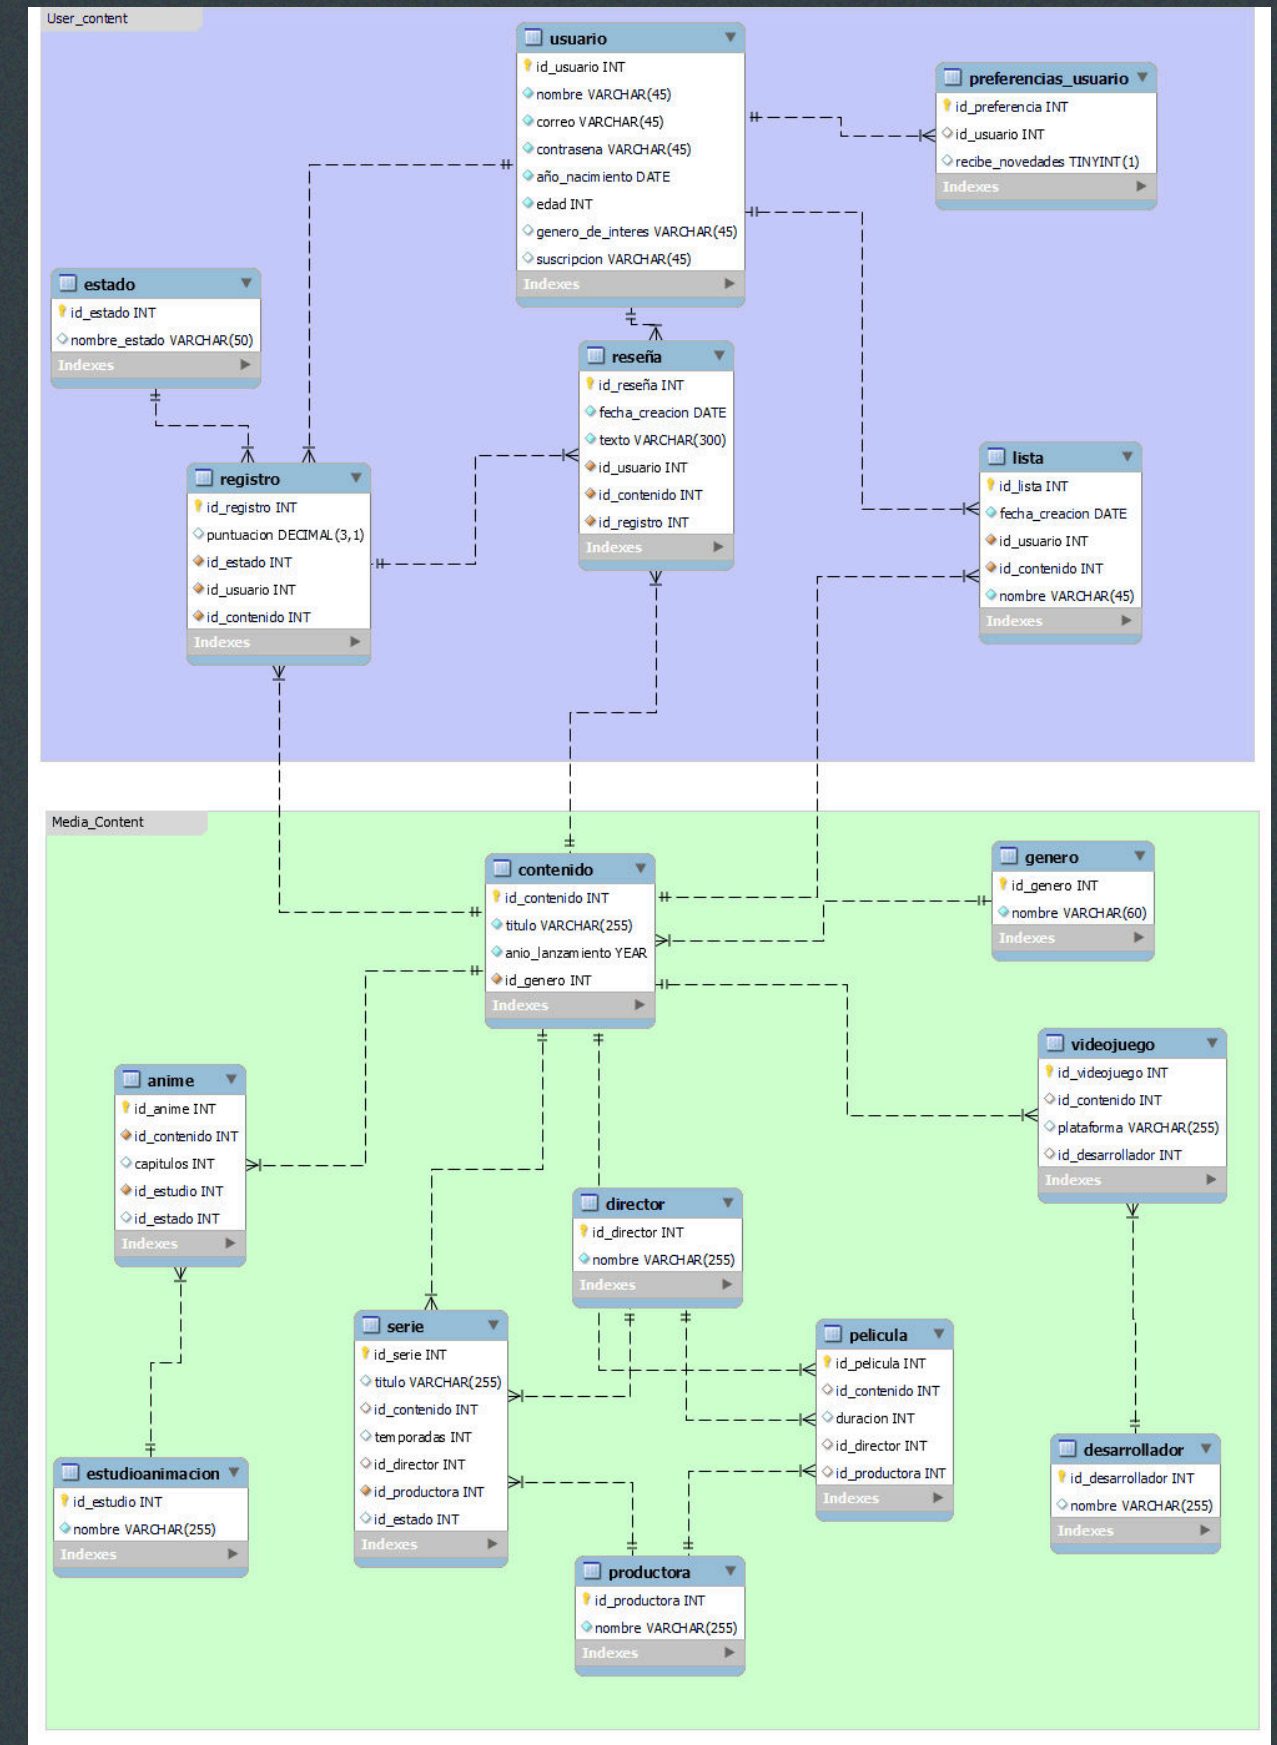 User_content
usuario
id_usuario INT
nombre VARCHAR(45)
correo VARCHAR(45)
contrasena VARCHAR(45)
año_nacimiento DATE
edad INT
genero_de_interes VARCHAR(45)
suscripcion VARCHAR(45)
Indexes
preferencias_usuario
id_preferencia INT
id_usuario INT
recibe_novedades TINYINT(1)
Indexes
estado
id_estado INT
nombre_estado VARCHAR(50)
Indexes
reseña
id_reseña INT
fecha_creacion DATE
texto VARCHAR(300)
id_usuario INT
id_contenido INT
id_registro INT
Indexes
registro
id_registro INT
puntuacion DECIMAL(3,1)
id_estado INT
id_usuario INT
id_contenido INT
Indexes
lista
id_lista INT
fecha_creacion DATE
id_usuario INT
id_contenido INT
nombre VARCHAR(45)
Indexes
Media_Content
contenido
id_contenido INT
titulo VARCHAR(255)
anio_lanzamiento YEAR
id_genero INT
Indexes
genero
id_genero INT
nombre VARCHAR(60)
Indexes
videojuego
id_videojuego INT
id_contenido INT
plataforma VARCHAR(255)
id_desarrollador INT
Indexes
anime
id_anime INT
id_contenido INT
capitulos INT
id_estudio INT
id_estado INT
Indexes
director
id_director INT
nombre VARCHAR(255)
Indexes
serie
id_serie INT
titulo VARCHAR(255)
id_contenido INT
temporadas INT
id_director INT
id_productora INT
id_estado INT
Indexes
pelicula
id_pelicula INT
id_contenido INT
duracion INT
id_director INT
id_productora INT
Indexes
estudioanimacion
id_estudio INT
nombre VARCHAR(255)
Indexes
desarrollador
id_desarrollador INT
nombre VARCHAR(255)
Indexes
productora
id_productora INT
nombre VARCHAR(255)
Indexes